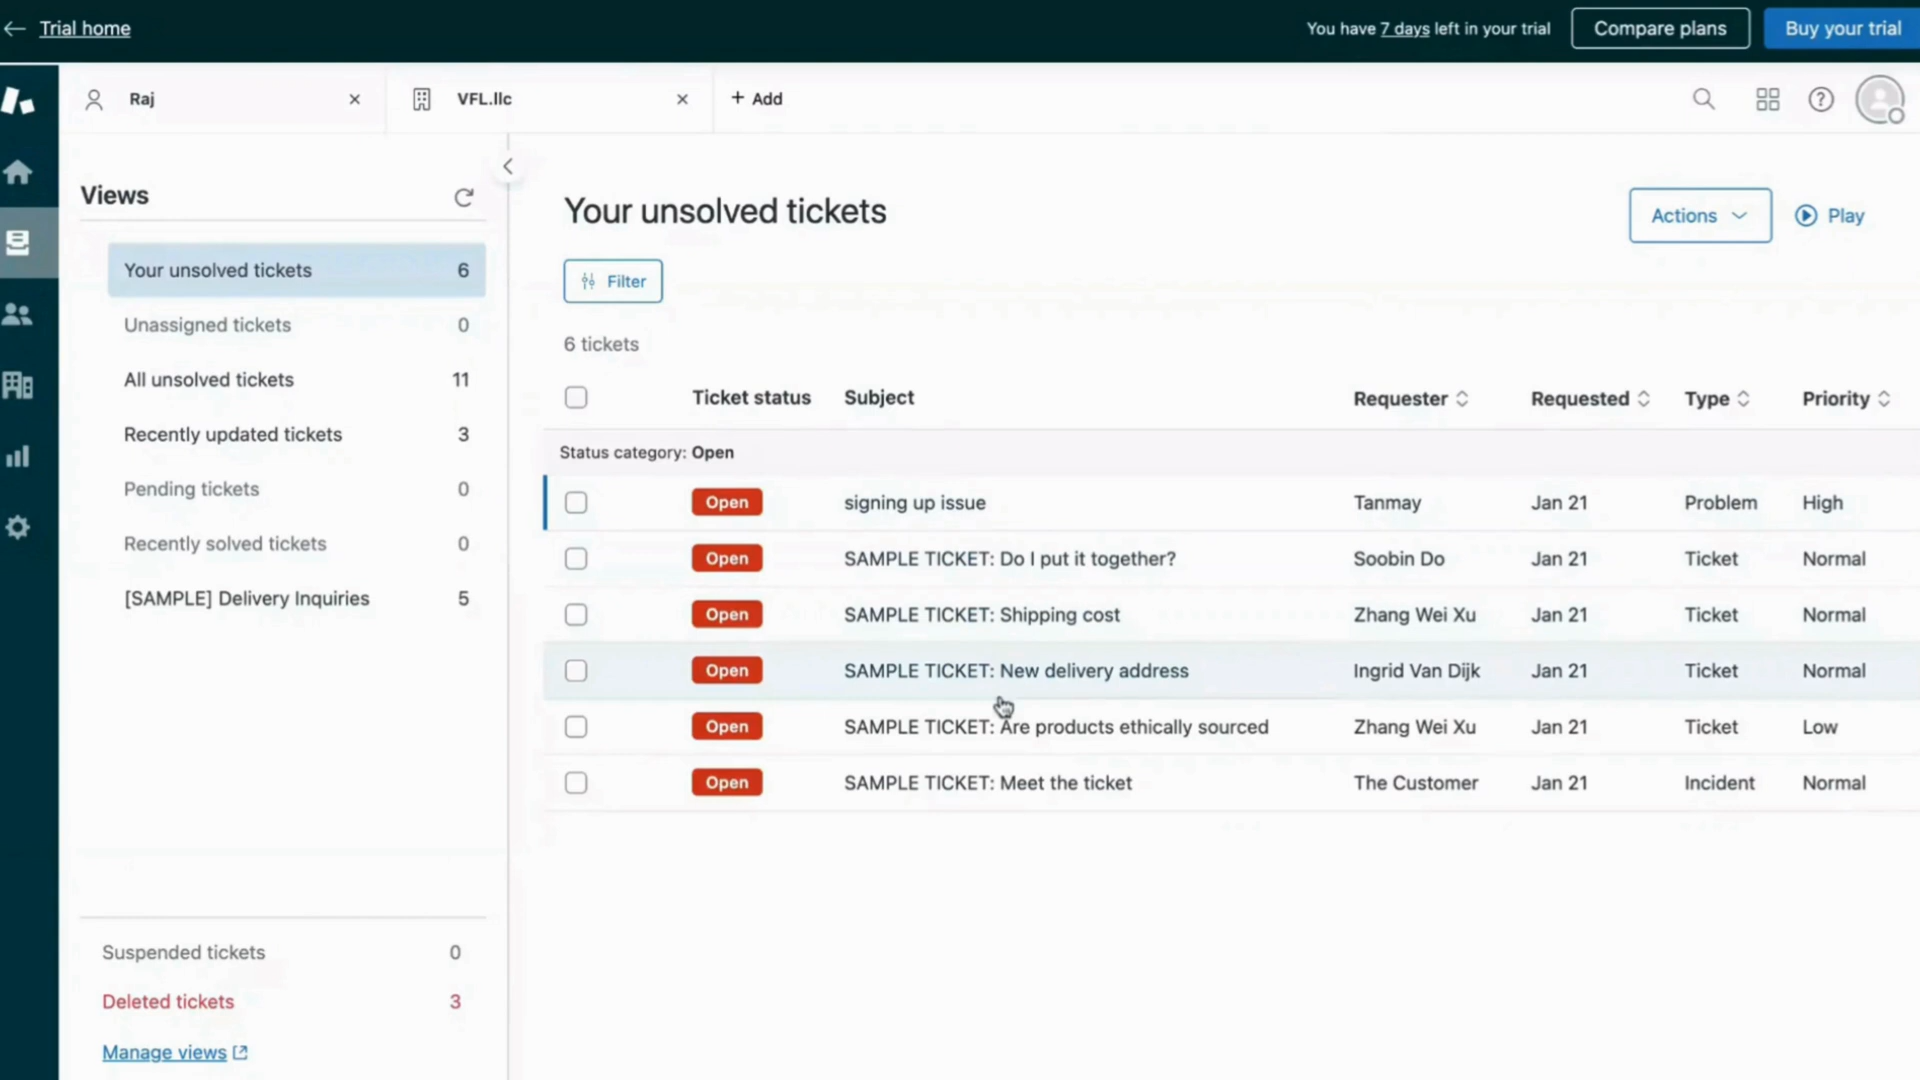 Trial home
You have 7 days left in your trial
Compare plans
Buy your trial
Raj
VFL.llc
+ Add
Views
Your unsolved tickets 6
Unassigned tickets 0
All unsolved tickets 11
Recently updated tickets 3
Pending tickets 0
Recently solved tickets 0
[SAMPLE] Delivery Inquiries 5
Suspended tickets 0
Deleted tickets 3
Manage views
Your unsolved tickets
Actions
Play
Filter
6 tickets
Ticket status Subject Requester Requested Type Priority
Status category: Open
Open signing up issue Tanmay Jan 21 Problem High
Open SAMPLE TICKET: Do I put it together? Soobin Do Jan 21 Ticket Normal
Open SAMPLE TICKET: Shipping cost Zhang Wei Xu Jan 21 Ticket Normal
Open SAMPLE TICKET: New delivery address Ingrid Van Dijk Jan 21 Ticket Normal
Open SAMPLE TICKET: Are products ethically sourced Zhang Wei Xu Jan 21 Ticket Low
Open SAMPLE TICKET: Meet the ticket The Customer Jan 21 Incident Normal